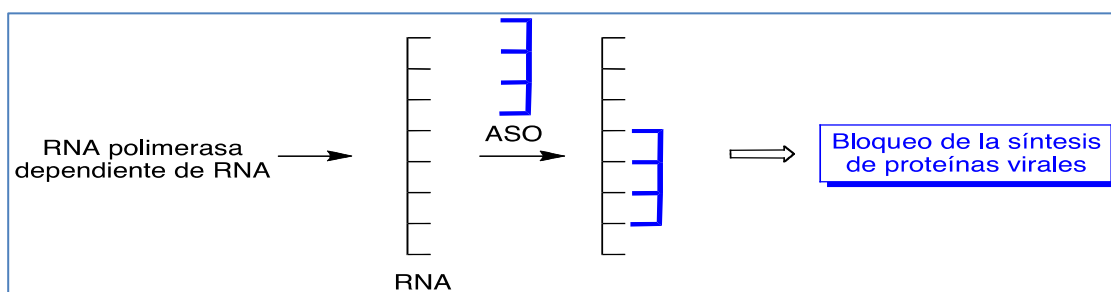 RNA polimerasa
dependiente de RNA
ASO
RNA
Bloqueo de la síntesis
de proteínas virales